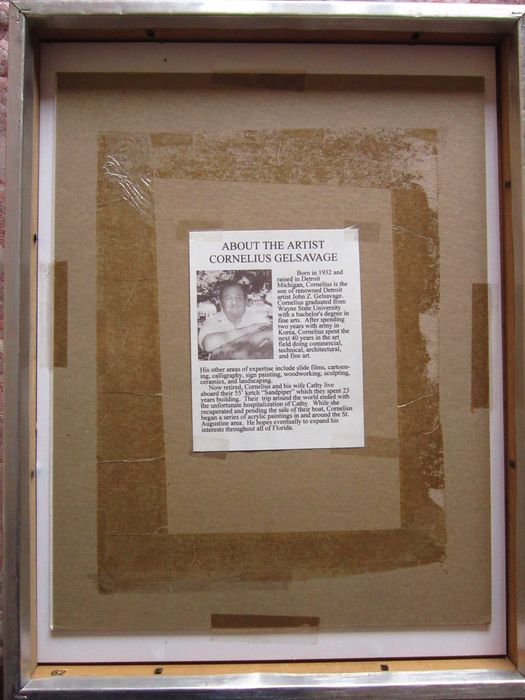 ABOUT THE ARTIST
CORNELIUS GELSAVAGE
Born in 1932 and
raised in Detroit
Michigan, Cornelius is the
son of renowned Detroit
artist John Z. Gelsavage.
Cornelius graduated from
Wayne State University
with a bachelor's degree in
fine arts. After spending
two years with army in
Korea, Cornelius spent the
next 40 years in the art
field doing commercial,
technical, architectural,
and fine art.
His other areas of expertise include slide films, cartoon-
ing, calligraphy, sign painting, woodworking, sculpting,
ceramics, and landscaping.
Now retired, Cornelius and his wife Cathy live
aboard their 55' ketch "Sandpiper" which they spent 23
years building. Their trip around the world ended with
the unfortunate hospitalization of Cathy. While she
recuperated and pending the sale of their boat, Cornelius
began a series of acrylic paintings in and around the St.
Augustine area. He hopes eventually to expand his
interests throughout all of Florida.
62